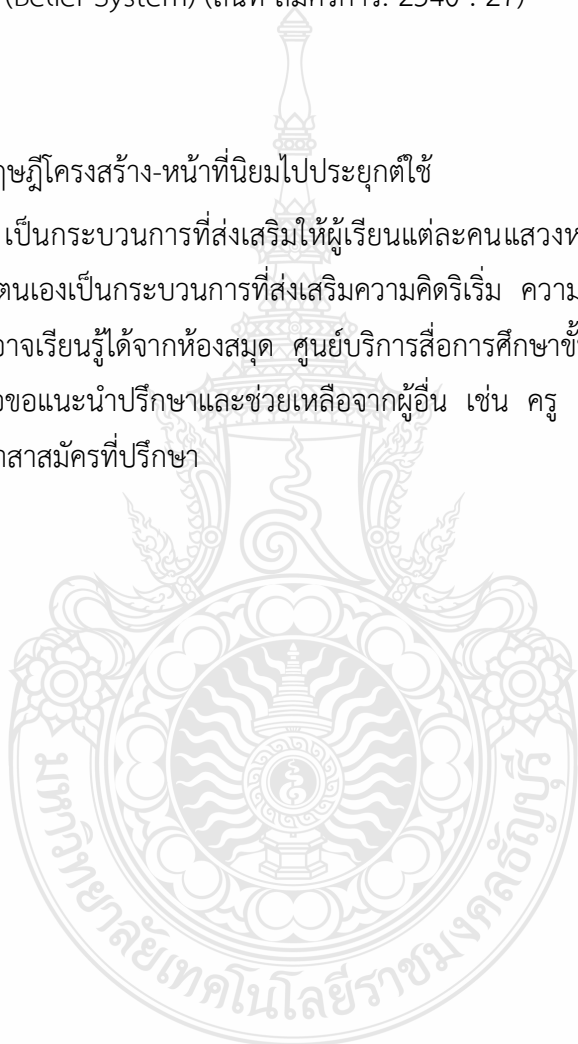 (Belief System) (สนิท สมัครการ. 2540 : 27)
ฤษฎีโครงสร้าง-หน้าที่นิยมไปประยุกต์ใช้
เป็นกระบวนการที่ส่งเสริมให้ผู้เรียนแต่ละคนแสวงห
ตนเองเป็นกระบวนการที่ส่งเสริมความคิดริเริ่ม ความ
อาจเรียนรู้ได้จากห้องสมุด ศูนย์บริการสื่อการศึกษาขั้
อขอแนะนำปรึกษาและช่วยเหลือจากผู้อื่น เช่น ครู
าสาสมัครที่ปรึกษา
มหาวิทยาลัยเทคโนโลยีราชมงคลธัญบุรี